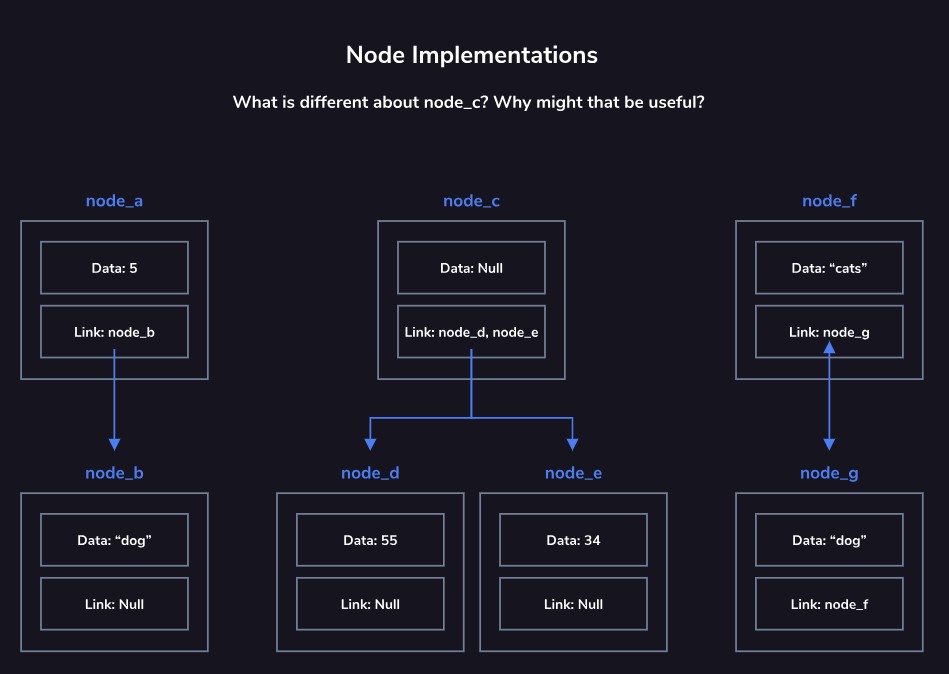 Node Implementations
What is different about node_c? Why might that be useful?
node_a
node_c
node_f
Data: 5
Data: Null
Data: “cats”
Link: node_b
Link: node_d, node_e
Link: node_g
node_b
node_d
node_e
node_g
Data: “dog”
Data: 55
Data: 34
Data: “dog”
Link: Null
Link: Null
Link: Null
Link: node_f